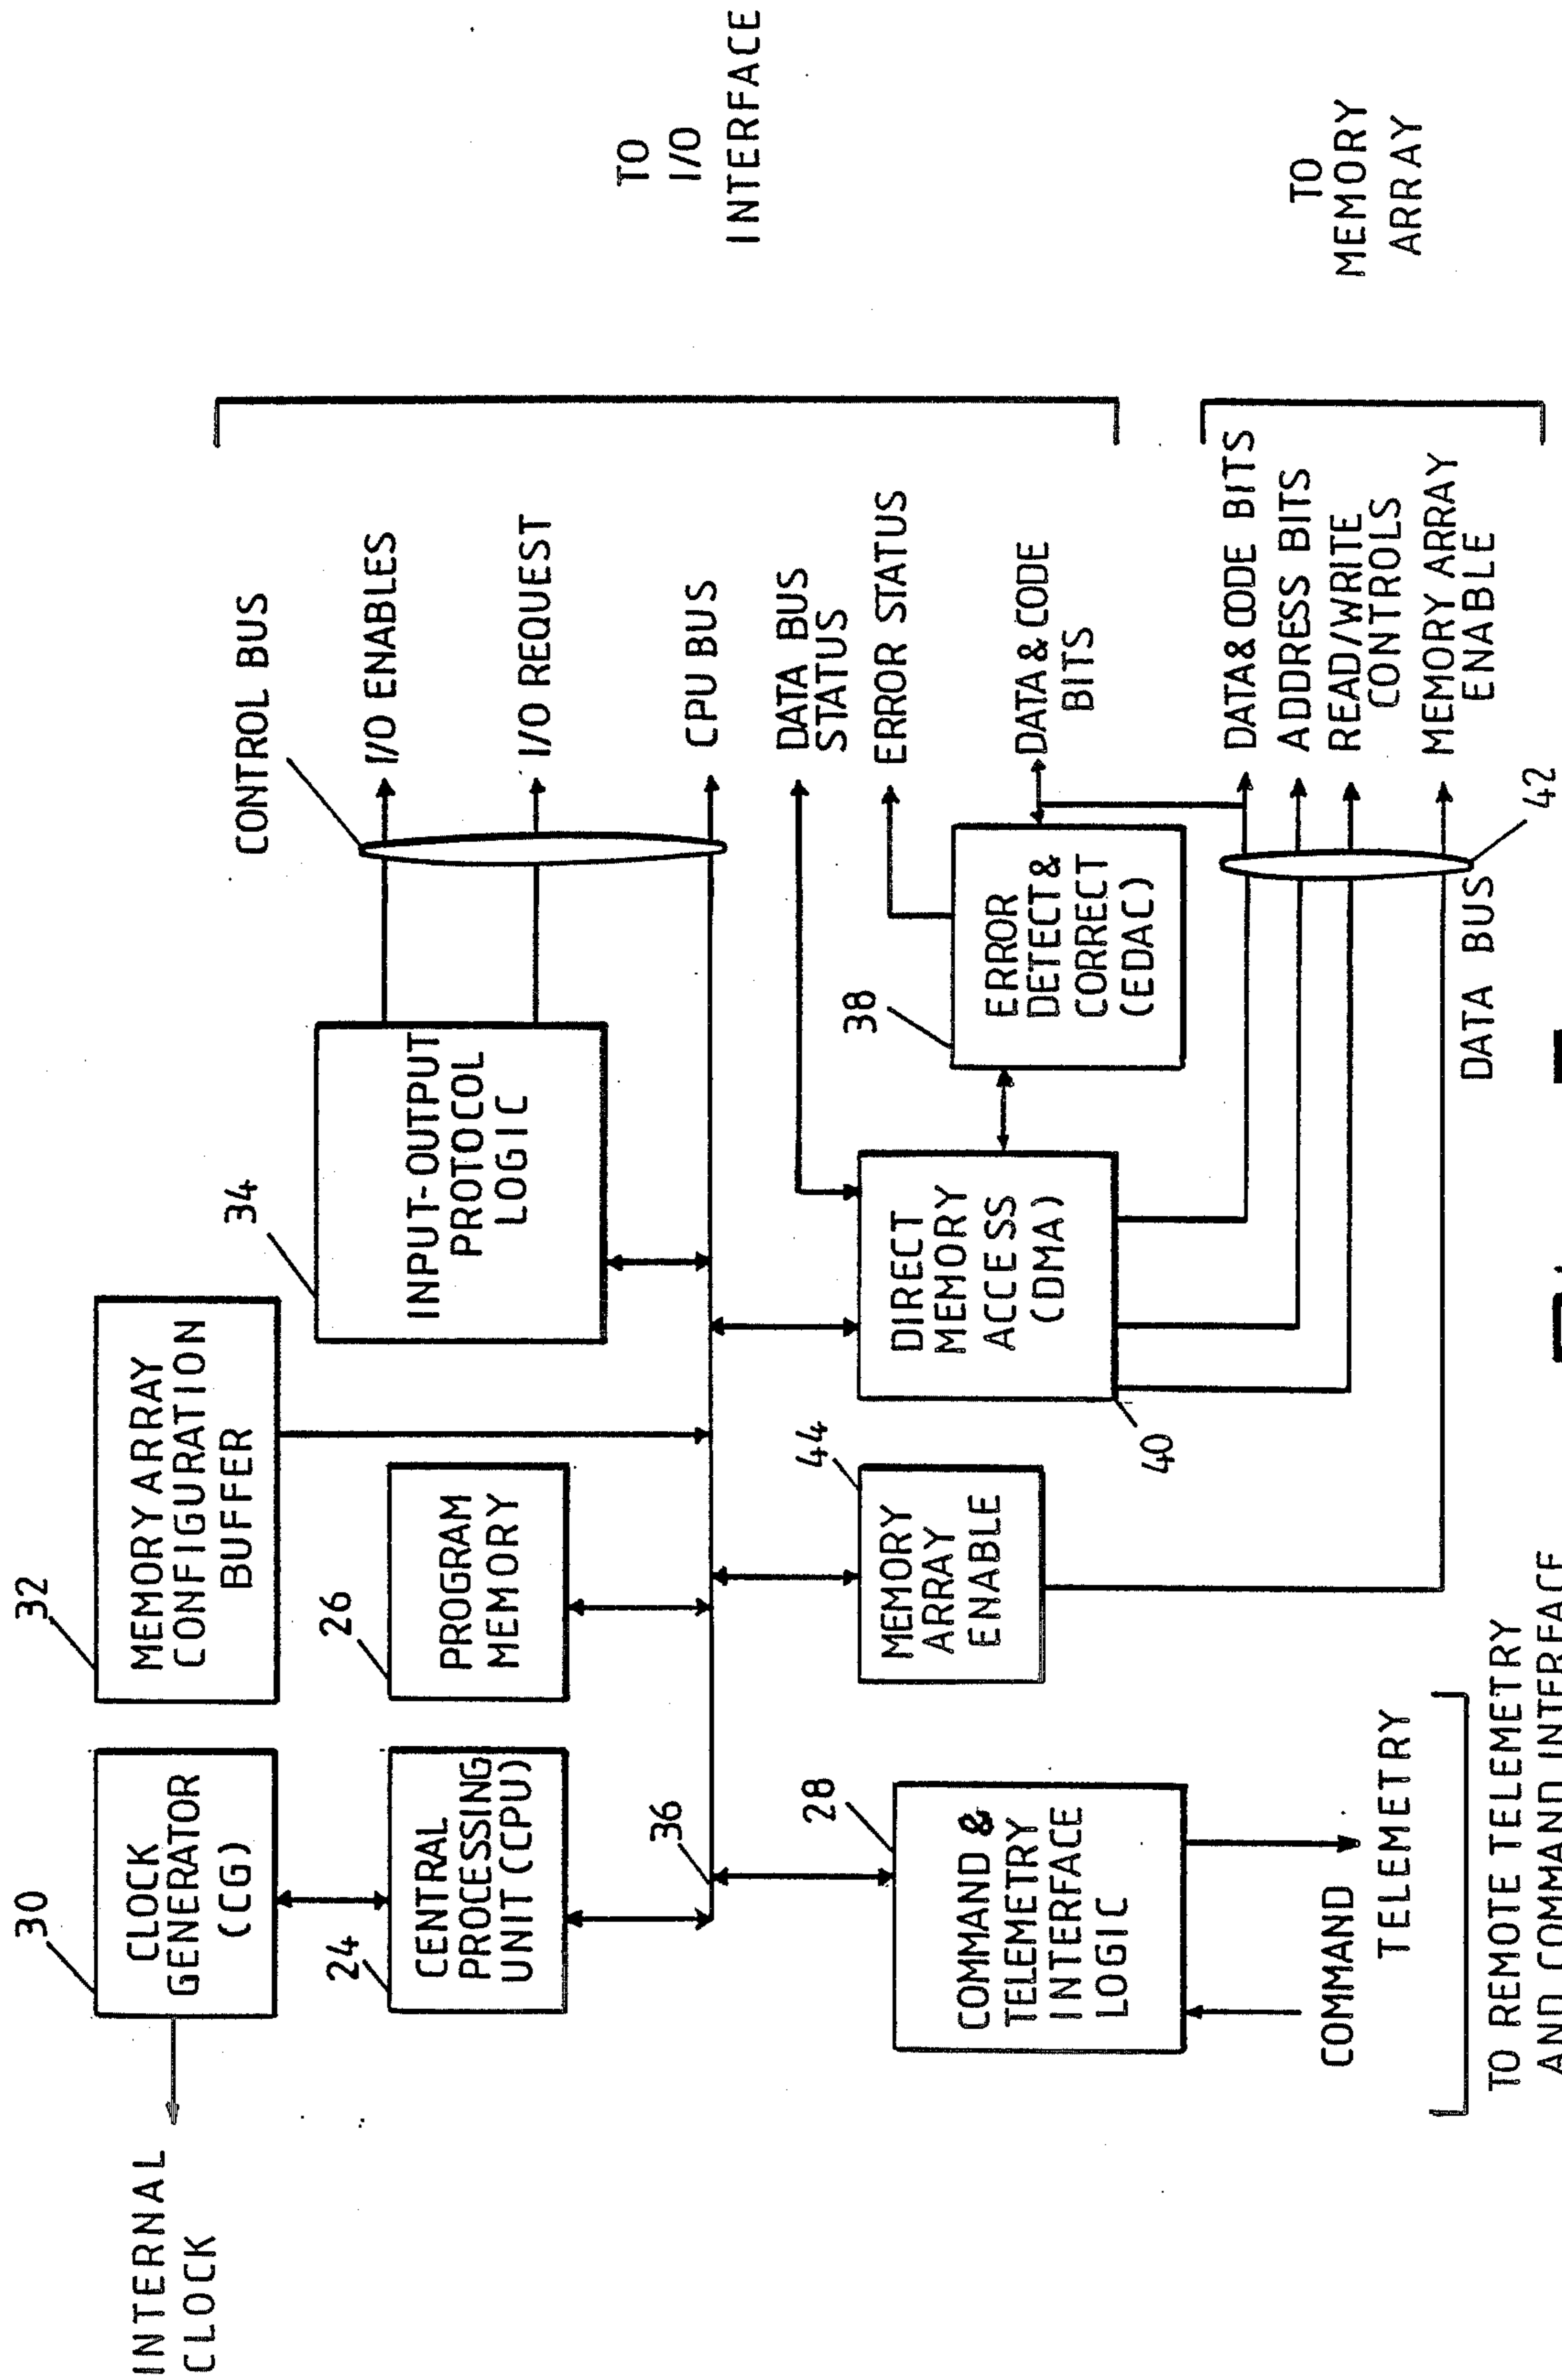 INTERNAL
CLOCK
30
CLOCK
GENERATOR
(CG)
32
MEMORY ARRAY
CONFIGURATION
BUFFER
24
CENTRAL
PROCESSING
UNIT (CPU)
26
PROGRAM
MEMORY
34
INPUT-OUTPUT
PROTOCOL
LOGIC
CONTROL BUS
I/O ENABLES
I/O REQUEST
CPU BUS
36
DATA BUS
STATUS
ERROR STATUS
DATA & CODE
BITS
TO
I/O
INTERFACE
28
COMMAND &
TELEMETRY
INTERFACE
LOGIC
44
MEMORY
ARRAY
ENABLE
DIRECT
MEMORY
ACCESS
(DMA)
40
38
ERROR
DETECT &
CORRECT
(EDAC)
DATA & CODE BITS
ADDRESS BITS
READ/WRITE
CONTROLS
MEMORY ARRAY
ENABLE
42
DATA BUS
TO
MEMORY
ARRAY
COMMAND
TELEMETRY
TO REMOTE TELEMETRY
AND COMMAND INTERFACE